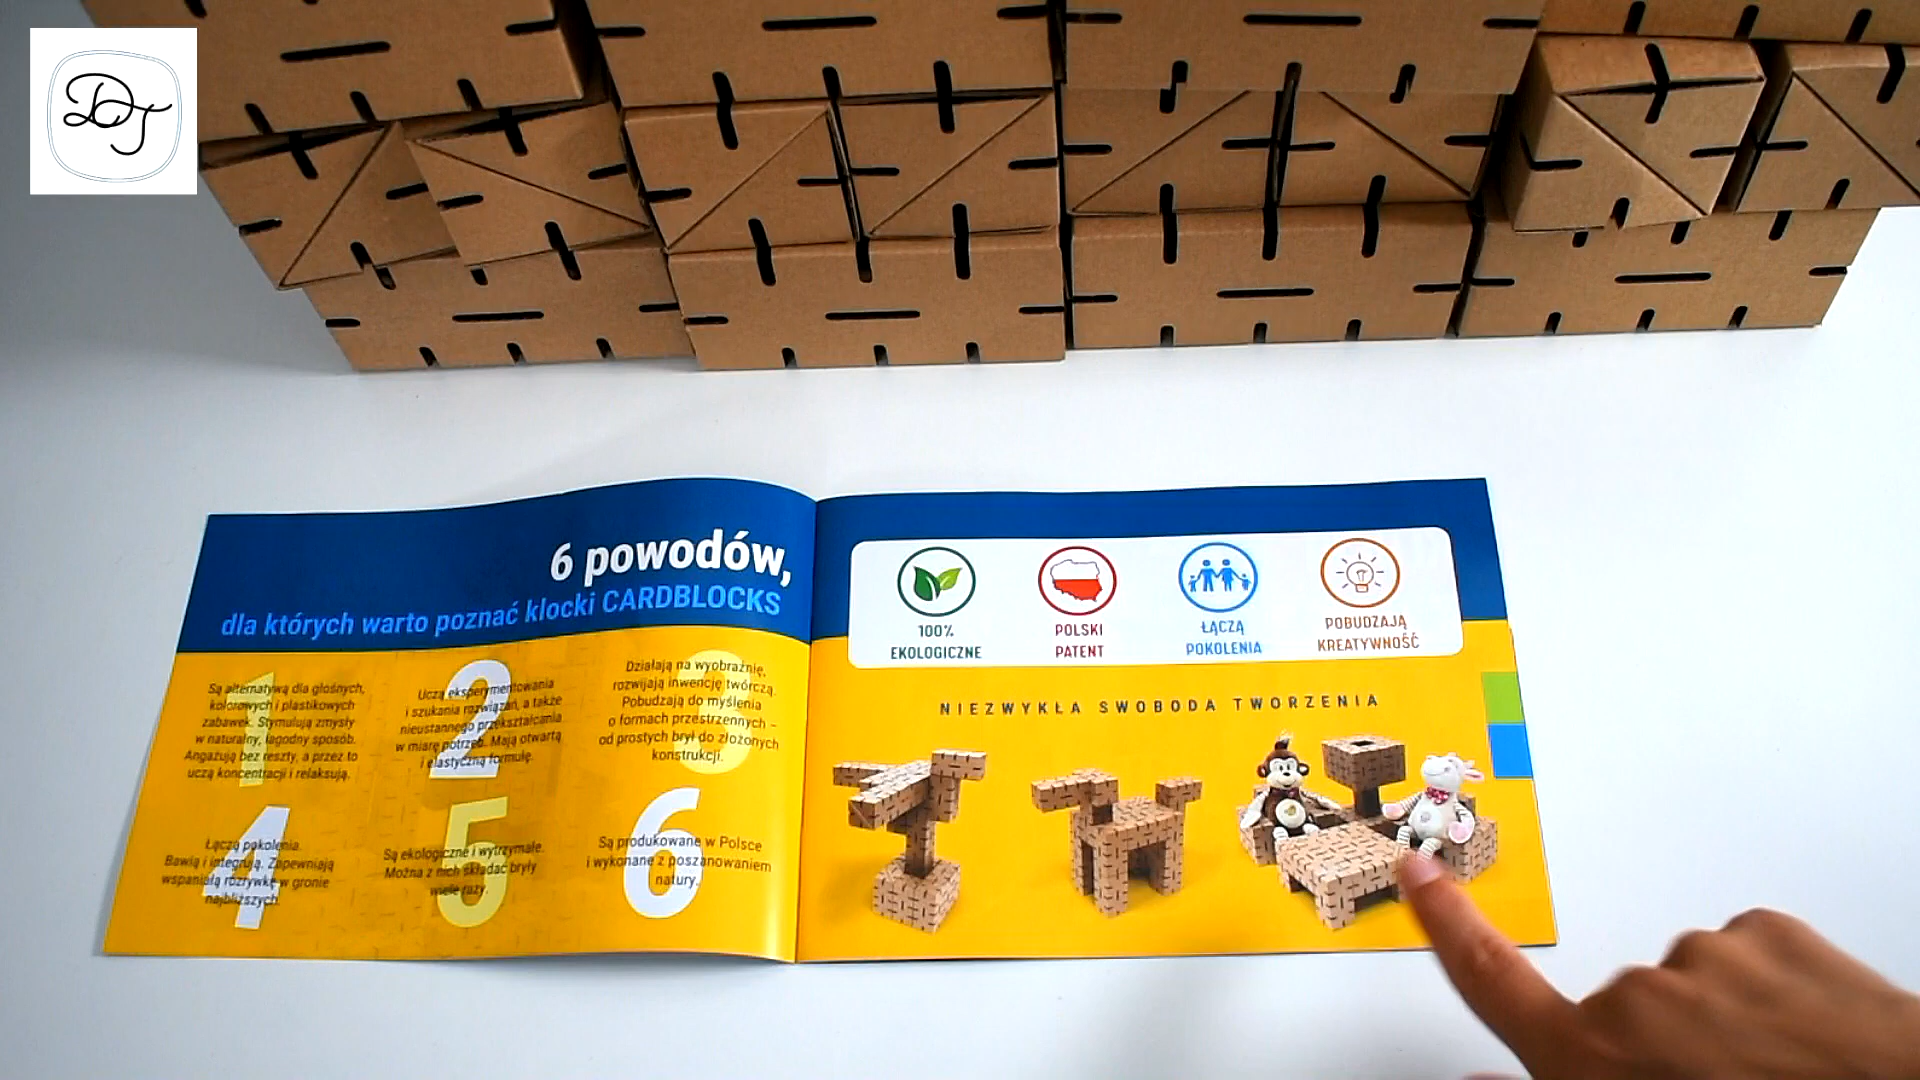 DJ
6 powodów,
dla których warto poznać klocki CARDBLOCKS
1
Są alternatywą dla głośnych,
kolorowych i plastikowych
zabawek. Stymulują zmysły
w naturalny, łagodny sposób.
Angażują bez reszty, a przez to
uczą koncentracji i relaksują.
2
Uczą eksperymentowania
i szukania rozwiązań, a także
nieustannego przekształcania
w miarę potrzeb. Mają otwartą
i elastyczną formułę.
3
Działają na wyobraźnię,
rozwijają inwencję twórczą.
Pobudzają do myślenia
o formach przestrzennych –
od prostych brył do złożonych
konstrukcji.
4
Łączą pokolenia.
Bawią i integrują. Zapewniają
wspaniałą rozrywkę w gronie
najbliższych.
5
Są ekologiczne i wytrzymałe.
Można z nich składać bryły
wiele razy.
6
Są produkowane w Polsce
i wykonane z poszanowaniem
natury.
100%
EKOLOGICZNE
POLSKI
PATENT
ŁĄCZĄ
POKOLENIA
POBUDZAJĄ
KREATYWNOŚĆ
NIEZWYKŁA SWOBODA TWORZENIA